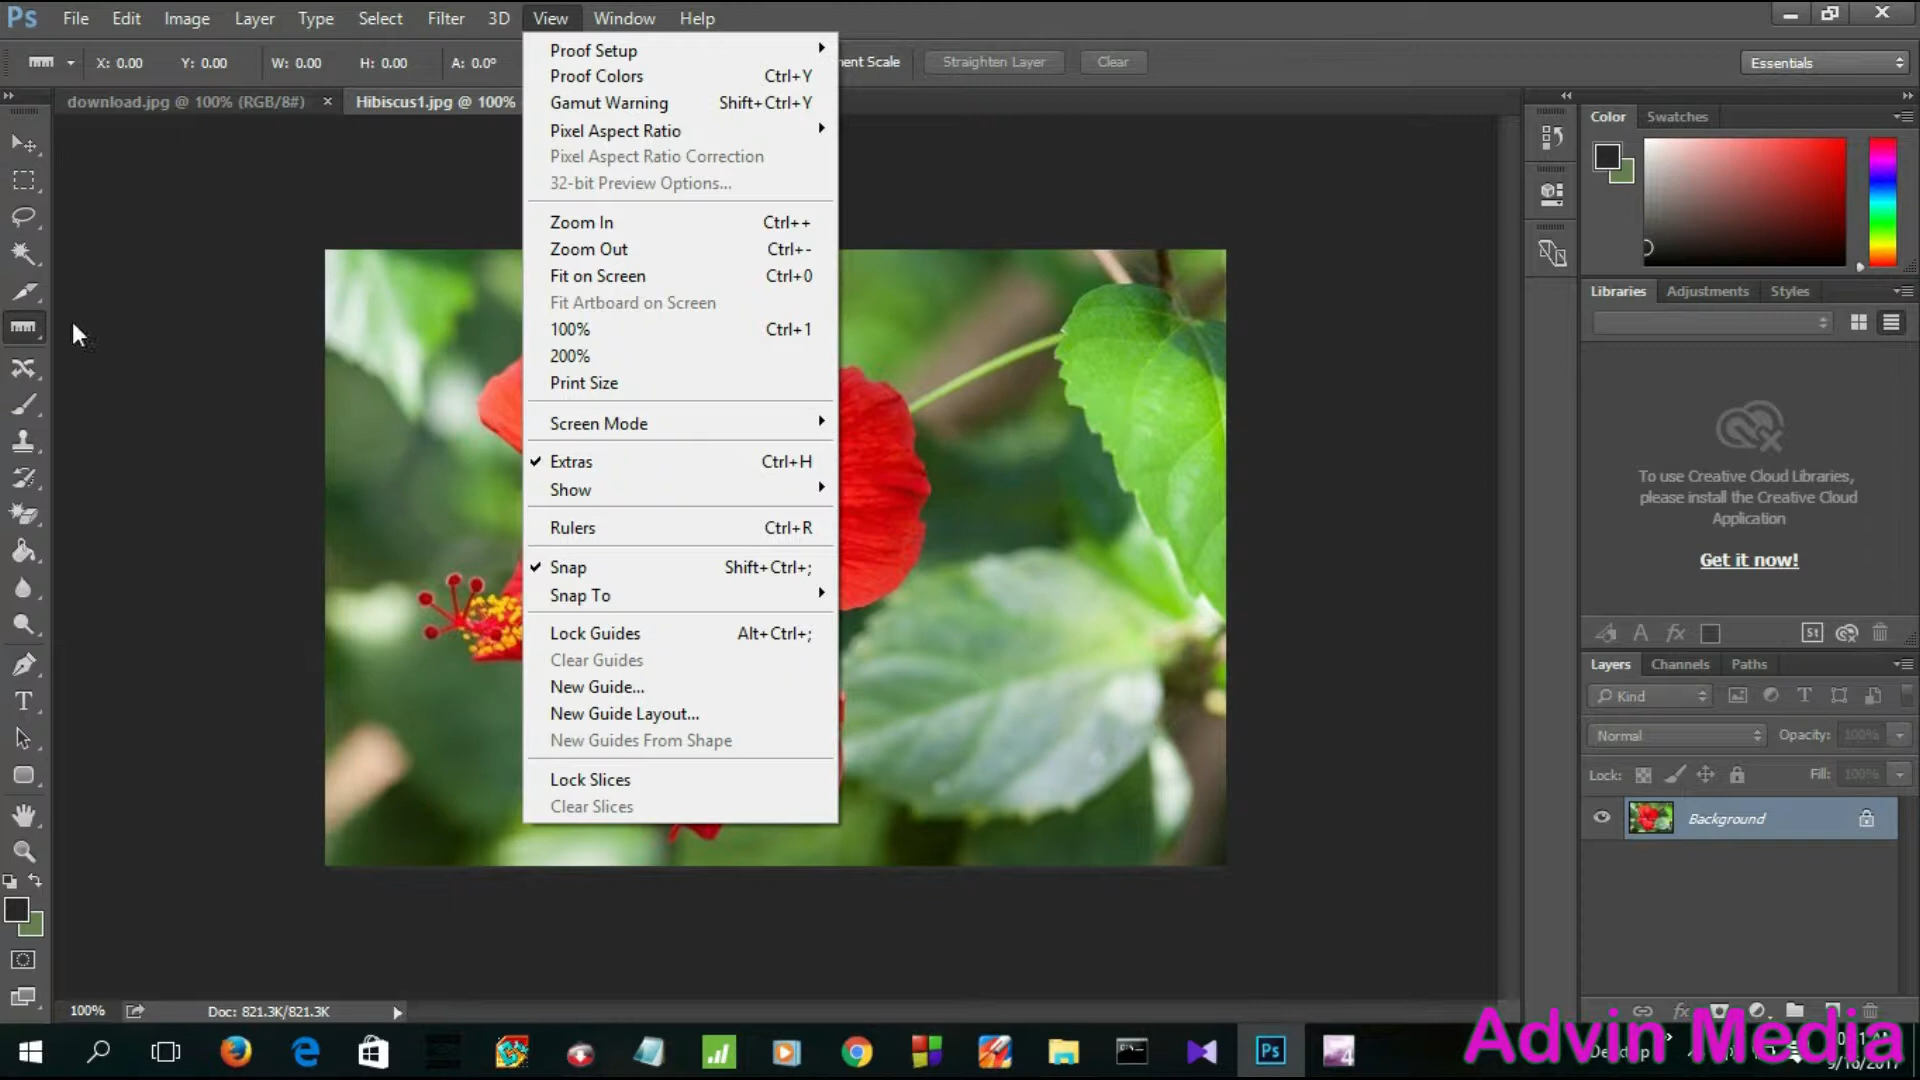 Ps File Edit Image Layer Type Select Filter 3D View Window Help
X: 0.00 Y: 0.00 W: 0.00 H: 0.00 A: 0.0° Scale Straighten Layer Clear Essentials
download.jpg @ 100% (RGB/8#) × Hibiscus1.jpg @ 100%
Proof Setup
Proof Colors Ctrl+Y
Gamut Warning Shift+Ctrl+Y
Pixel Aspect Ratio
Pixel Aspect Ratio Correction
32-bit Preview Options...
Zoom In Ctrl++
Zoom Out Ctrl+-
Fit on Screen Ctrl+0
Fit Artboard on Screen
100% Ctrl+1
200%
Print Size
Screen Mode
Extras Ctrl+H
Show
Rulers Ctrl+R
Snap Shift+Ctrl+;
Snap To
Lock Guides Alt+Ctrl+;
Clear Guides
New Guide...
New Guide Layout...
New Guides From Shape
Lock Slices
Clear Slices
Color Swatches
Libraries Adjustments Styles
To use Creative Cloud Libraries,
please install the Creative Cloud
Application
Get it now!
St
Layers Channels Paths
Kind
Normal Opacity: 100%
Lock: Fill: 100%
Background
100% Doc: 821.3K/821.3K
Ps
Advin Media